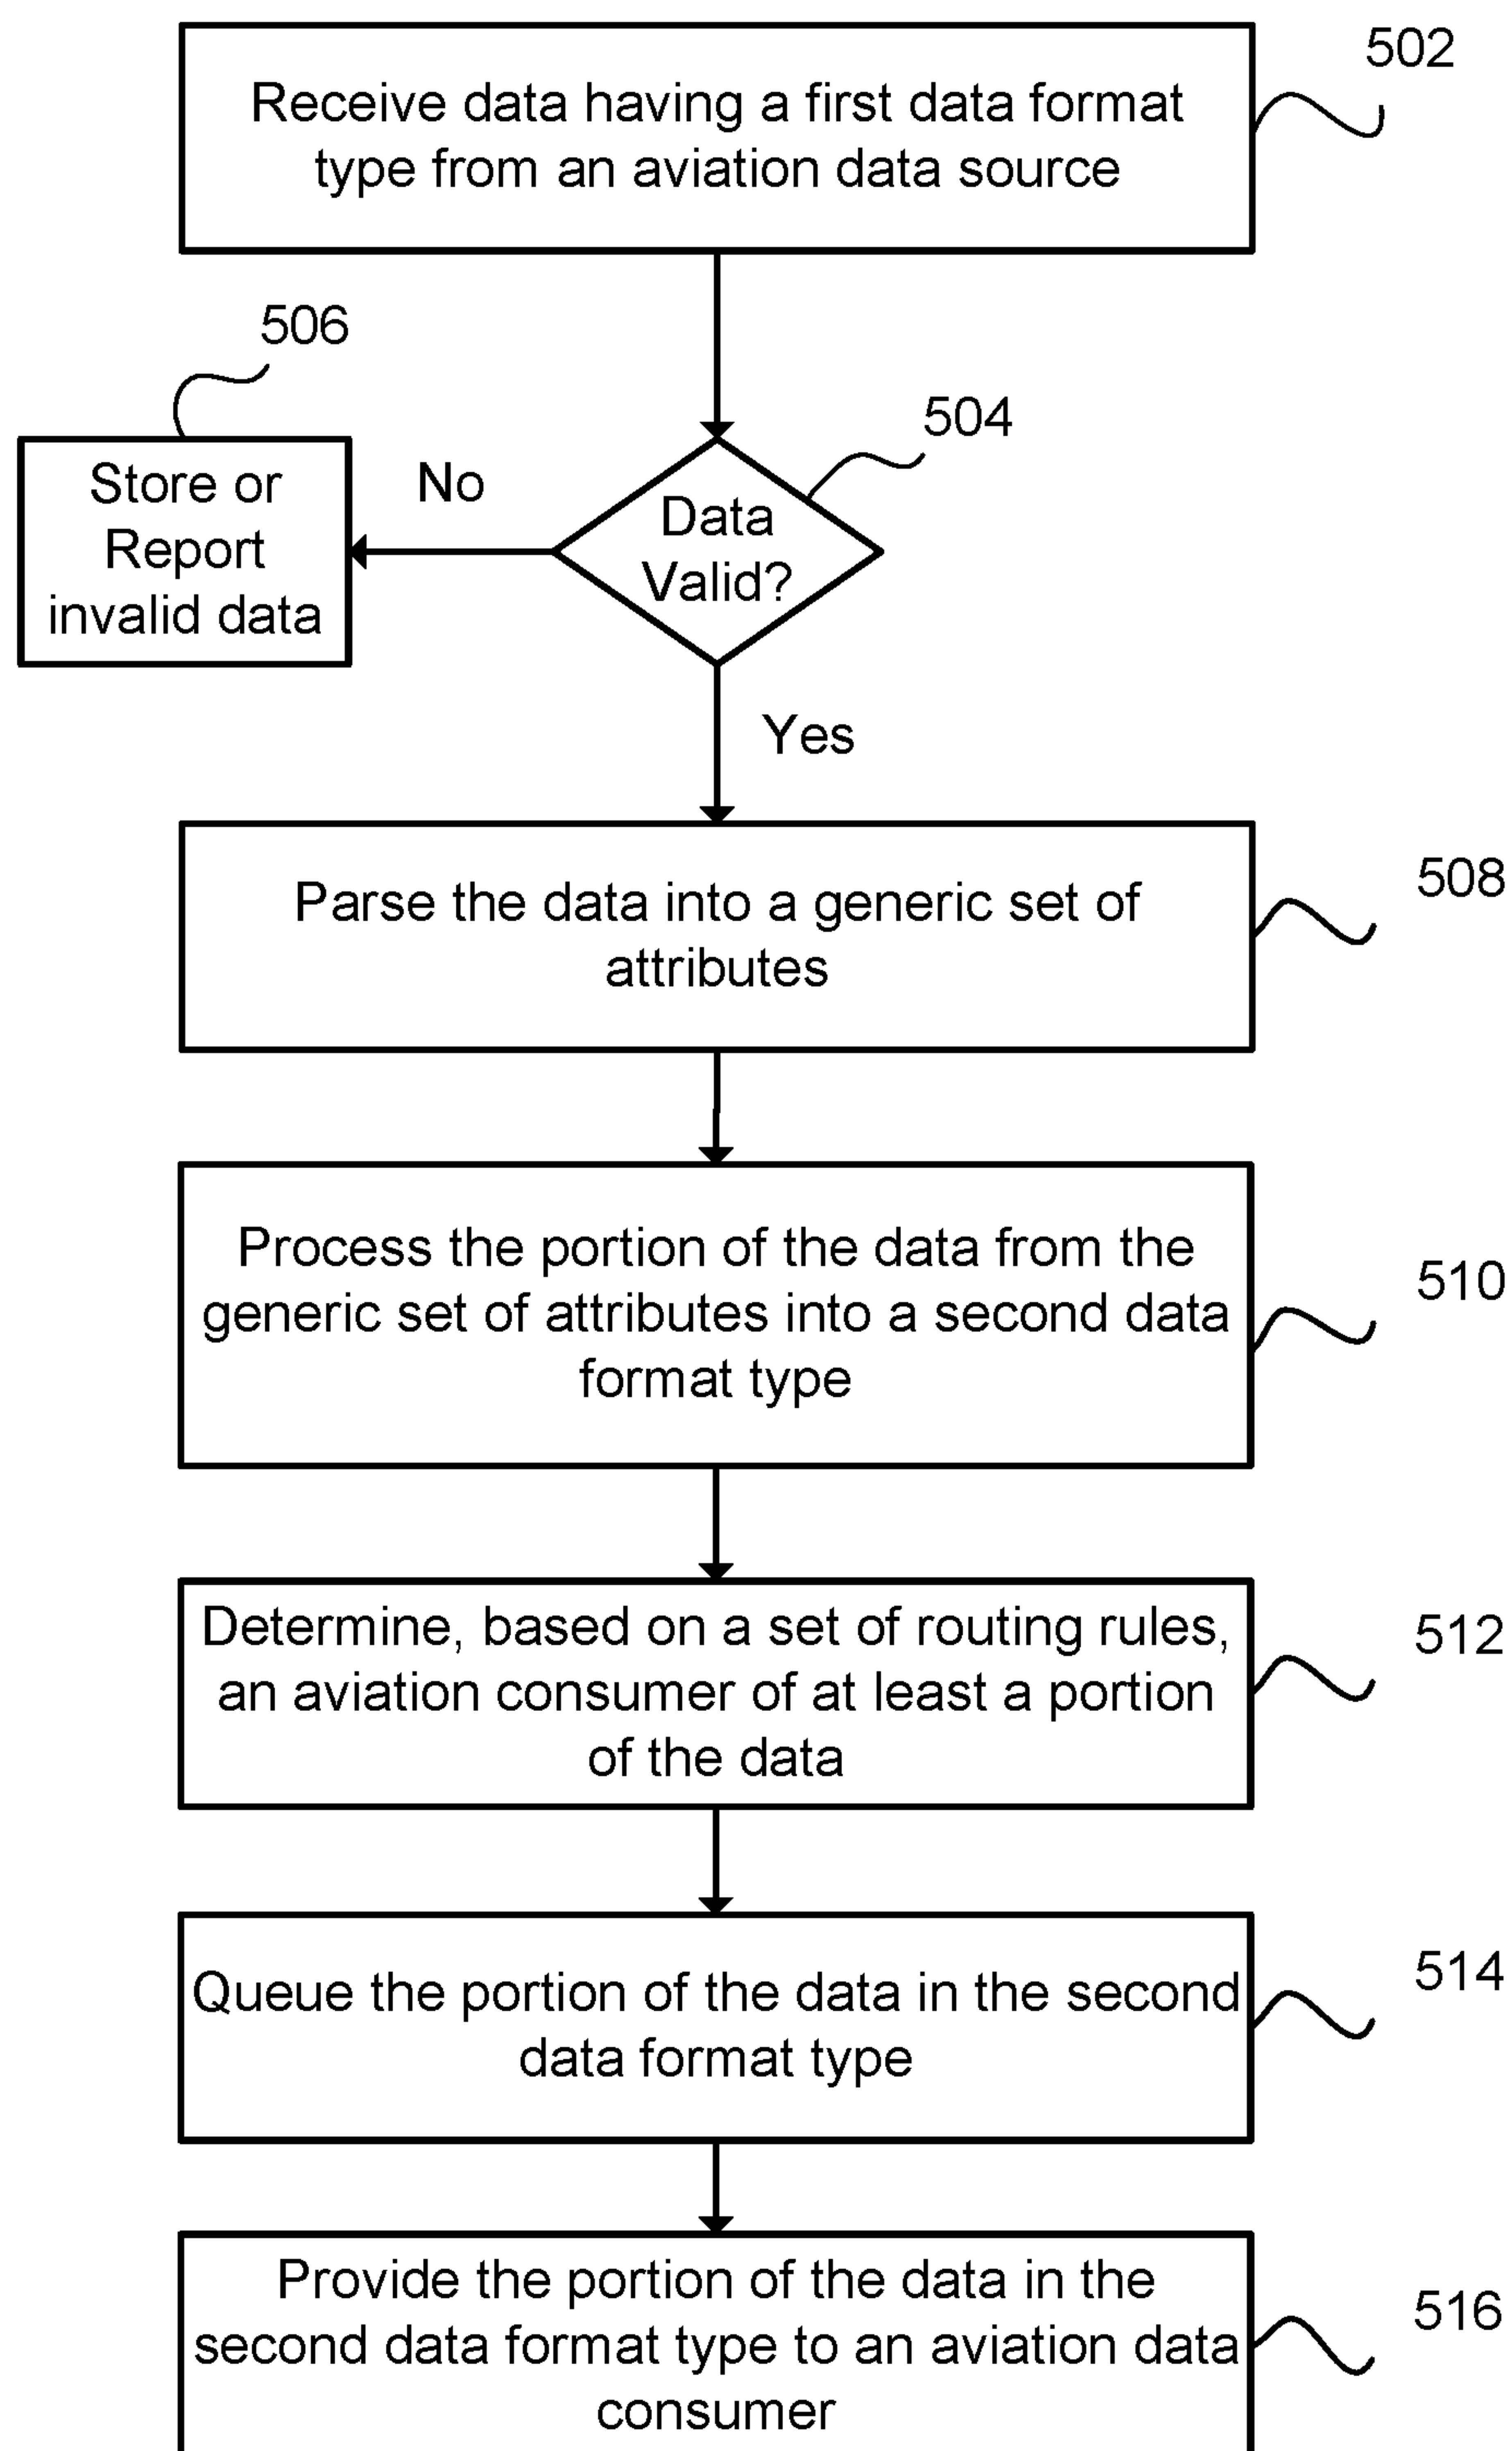 502
Receive data having a first data format
type from an aviation data source
506
504
Store or
Report
invalid data
No
Data
Valid?
Yes
508
Parse the data into a generic set of
attributes
510
Process the portion of the data from the
generic set of attributes into a second data
format type
512
Determine, based on a set of routing rules,
an aviation consumer of at least a portion
of the data
514
Queue the portion of the data in the second
data format type
516
Provide the portion of the data in the
second data format type to an aviation data
consumer